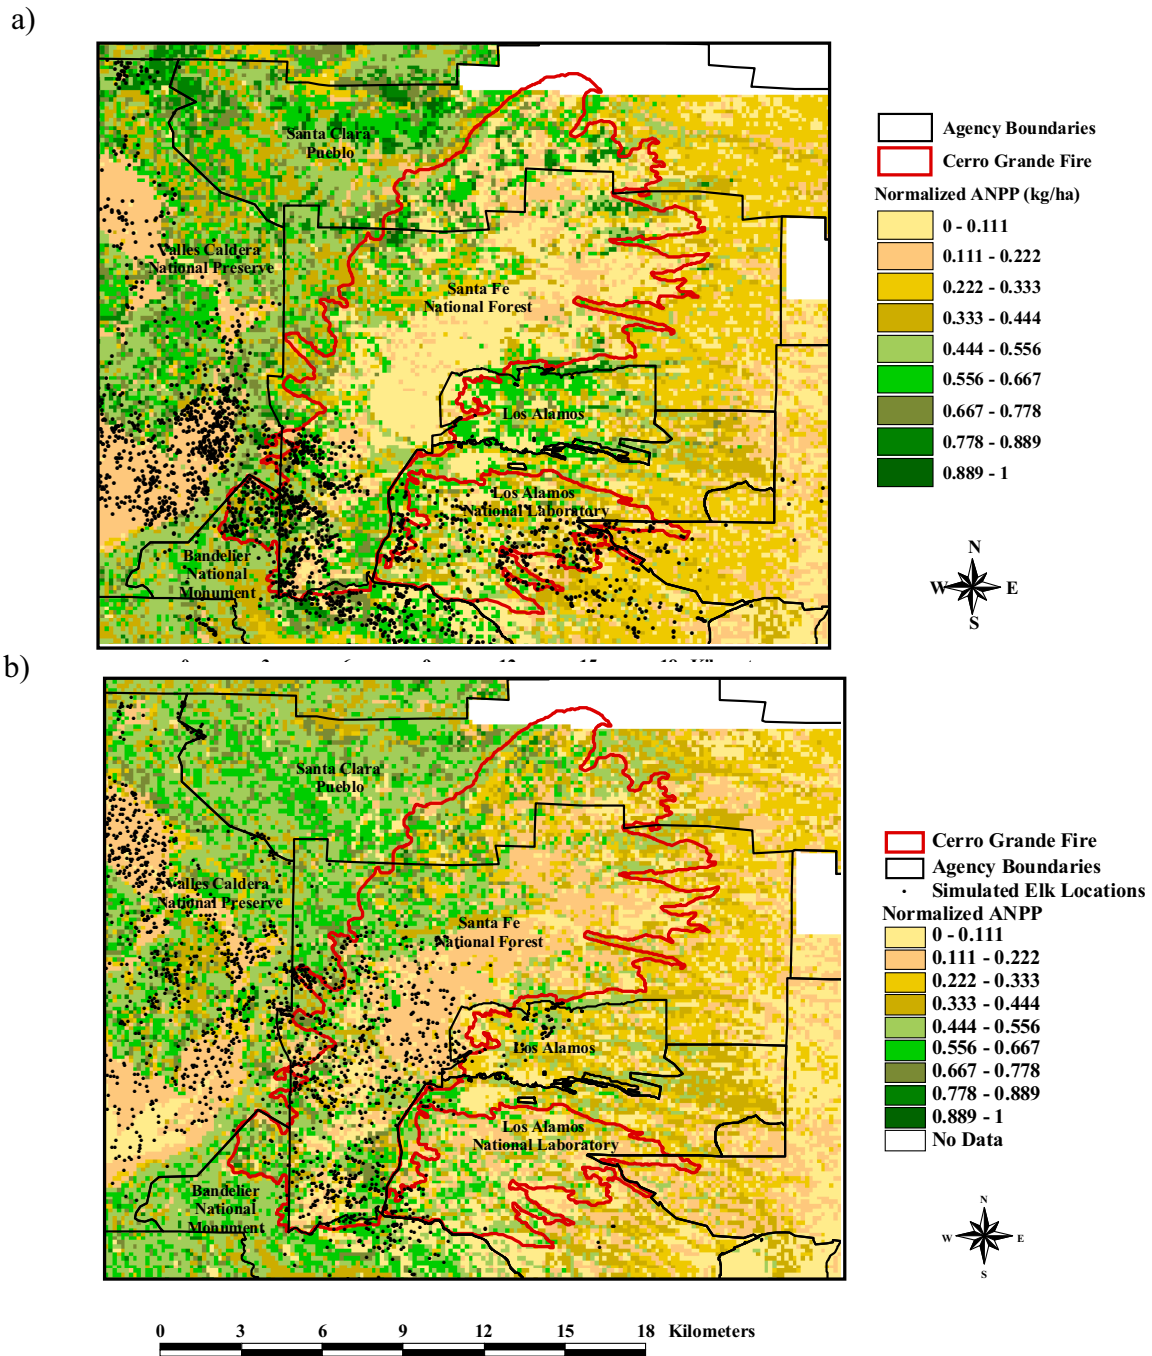 a)
Santa Clara
Pueblo
Valles Caldera
National Preserve
Santa Fe
National Forest
Los Alamos
Los Alamos
National Laboratory
Bandelier
National
Monument
Agency Boundaries
Cerro Grande Fire
Normalized ANPP (kg/ha)
0 - 0.111
0.111 - 0.222
0.222 - 0.333
0.333 - 0.444
0.444 - 0.556
0.556 - 0.667
0.667 - 0.778
0.778 - 0.889
0.889 - 1
N
W E
S
b)
Santa Clara
Pueblo
Valles Caldera
National Preserve
Santa Fe
National Forest
Los Alamos
Los Alamos
National Laboratory
Bandelier
National
Monument
Cerro Grande Fire
Agency Boundaries
Simulated Elk Locations
Normalized ANPP
0 - 0.111
0.111 - 0.222
0.222 - 0.333
0.333 - 0.444
0.444 - 0.556
0.556 - 0.667
0.667 - 0.778
0.778 - 0.889
0.889 - 1
No Data
N
W E
S
0 3 6 9 12 15 18 Kilometers